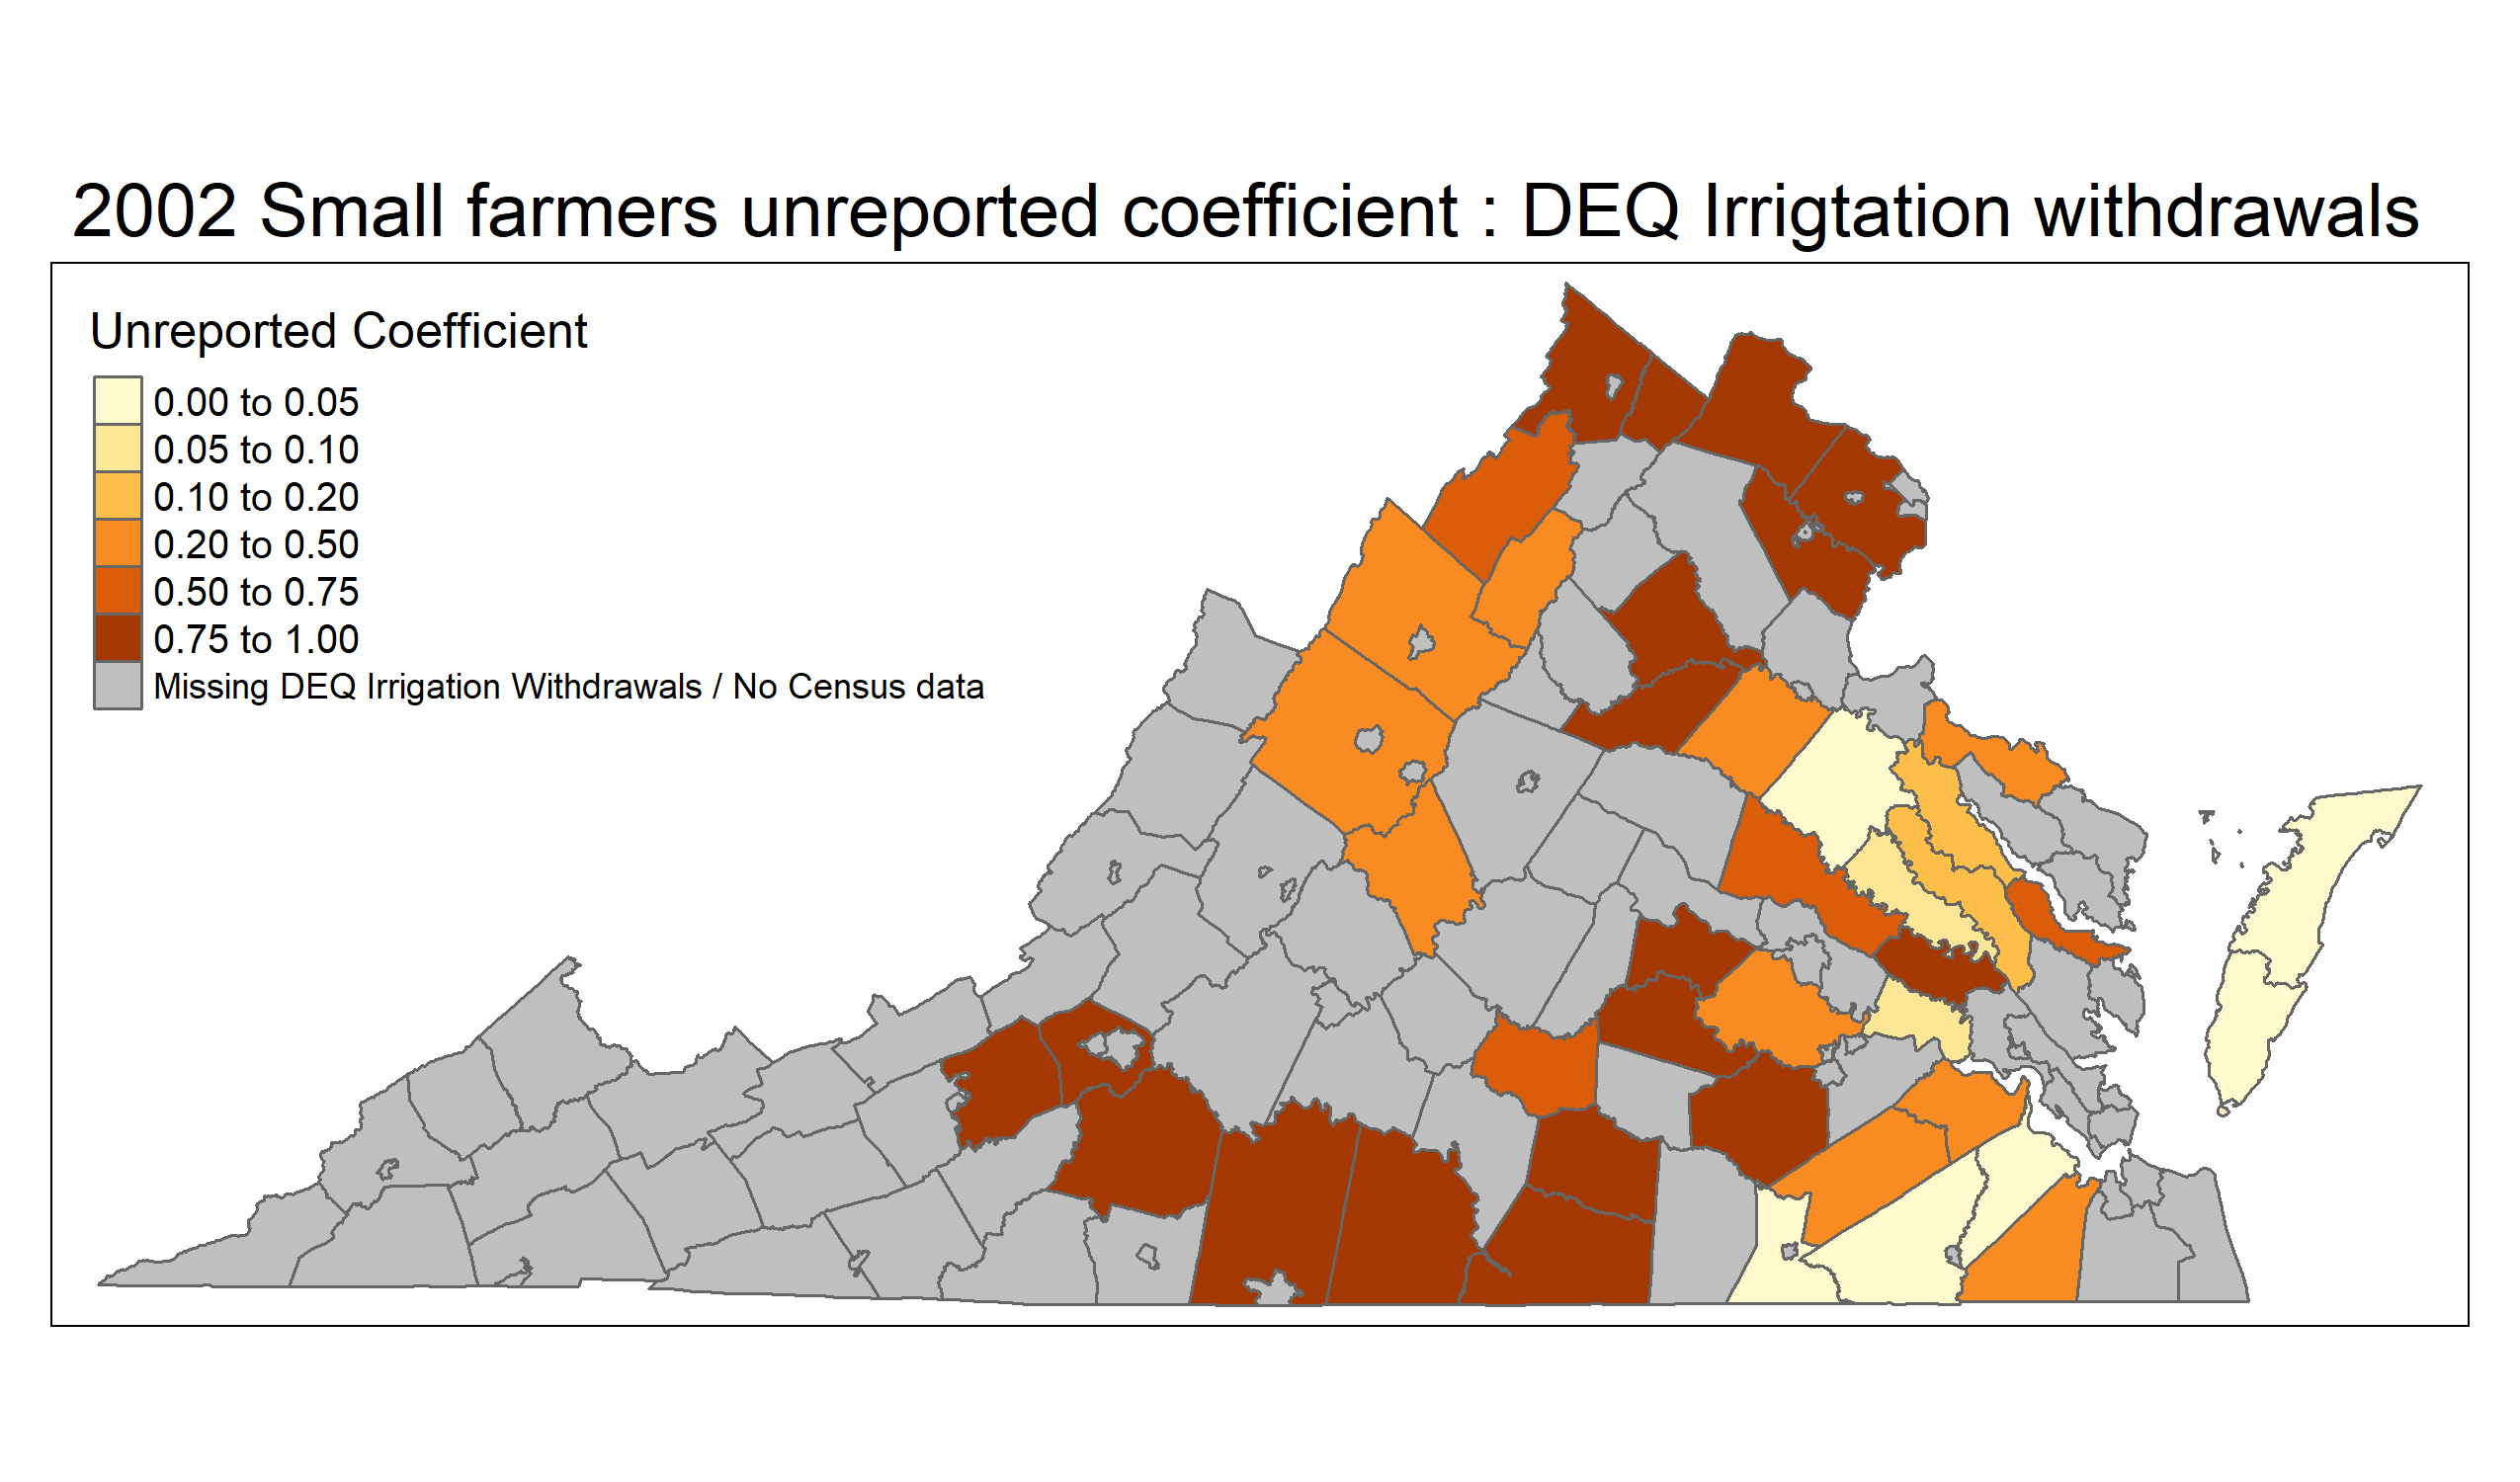 2002 Small farmers unreported coefficient : DEQ Irrigtation withdrawals
Unreported Coefficient
0.00 to 0.05
0.05 to 0.10
0.10 to 0.20
0.20 to 0.50
0.50 to 0.75
0.75 to 1.00
Missing DEQ Irrigation Withdrawals / No Census data